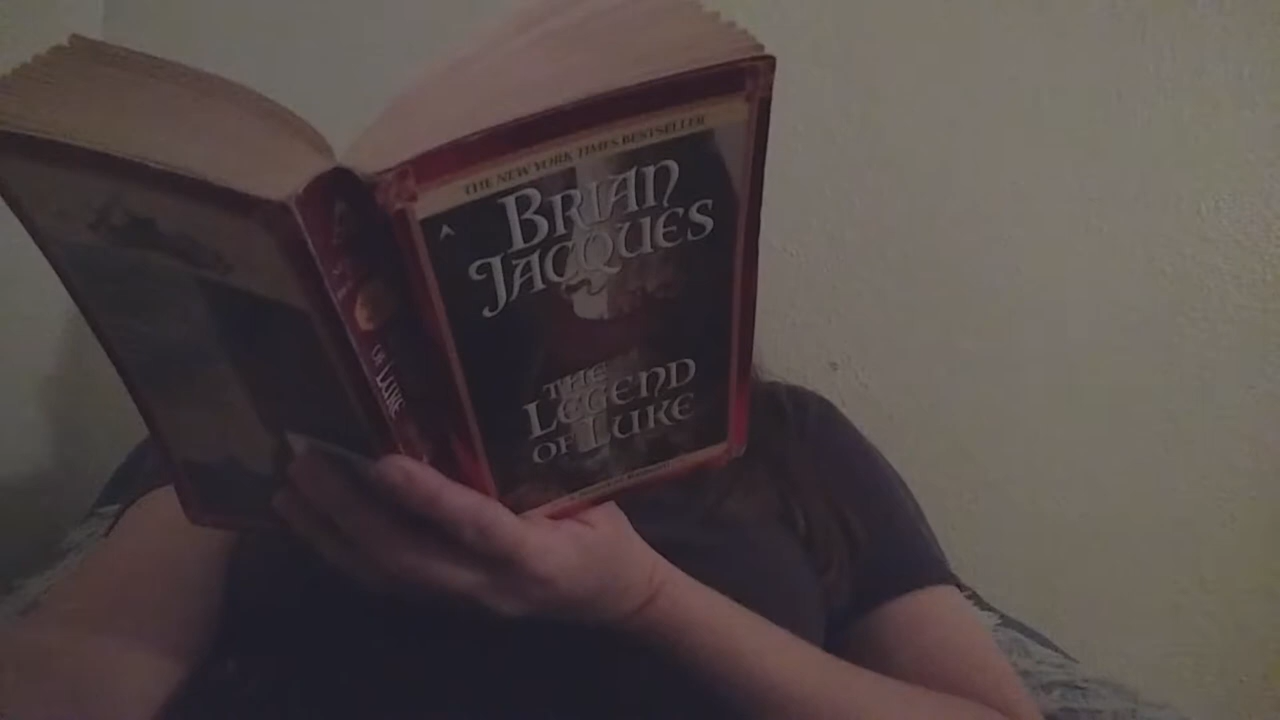 THE NEW YORK TIMES BESTSELLER
BRIAN
JACQUES
THE
LEGEND
OF LUKE
OF LUKE